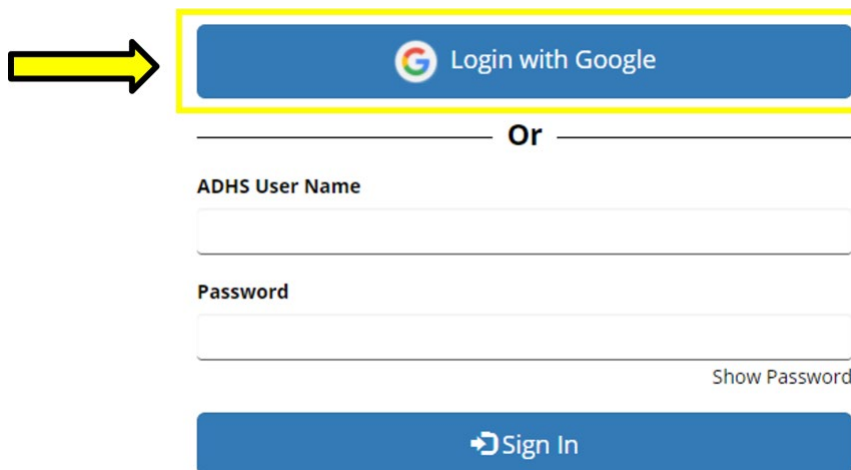 Login with Google
Or
ADHS User Name
Password
Show Password
Sign In